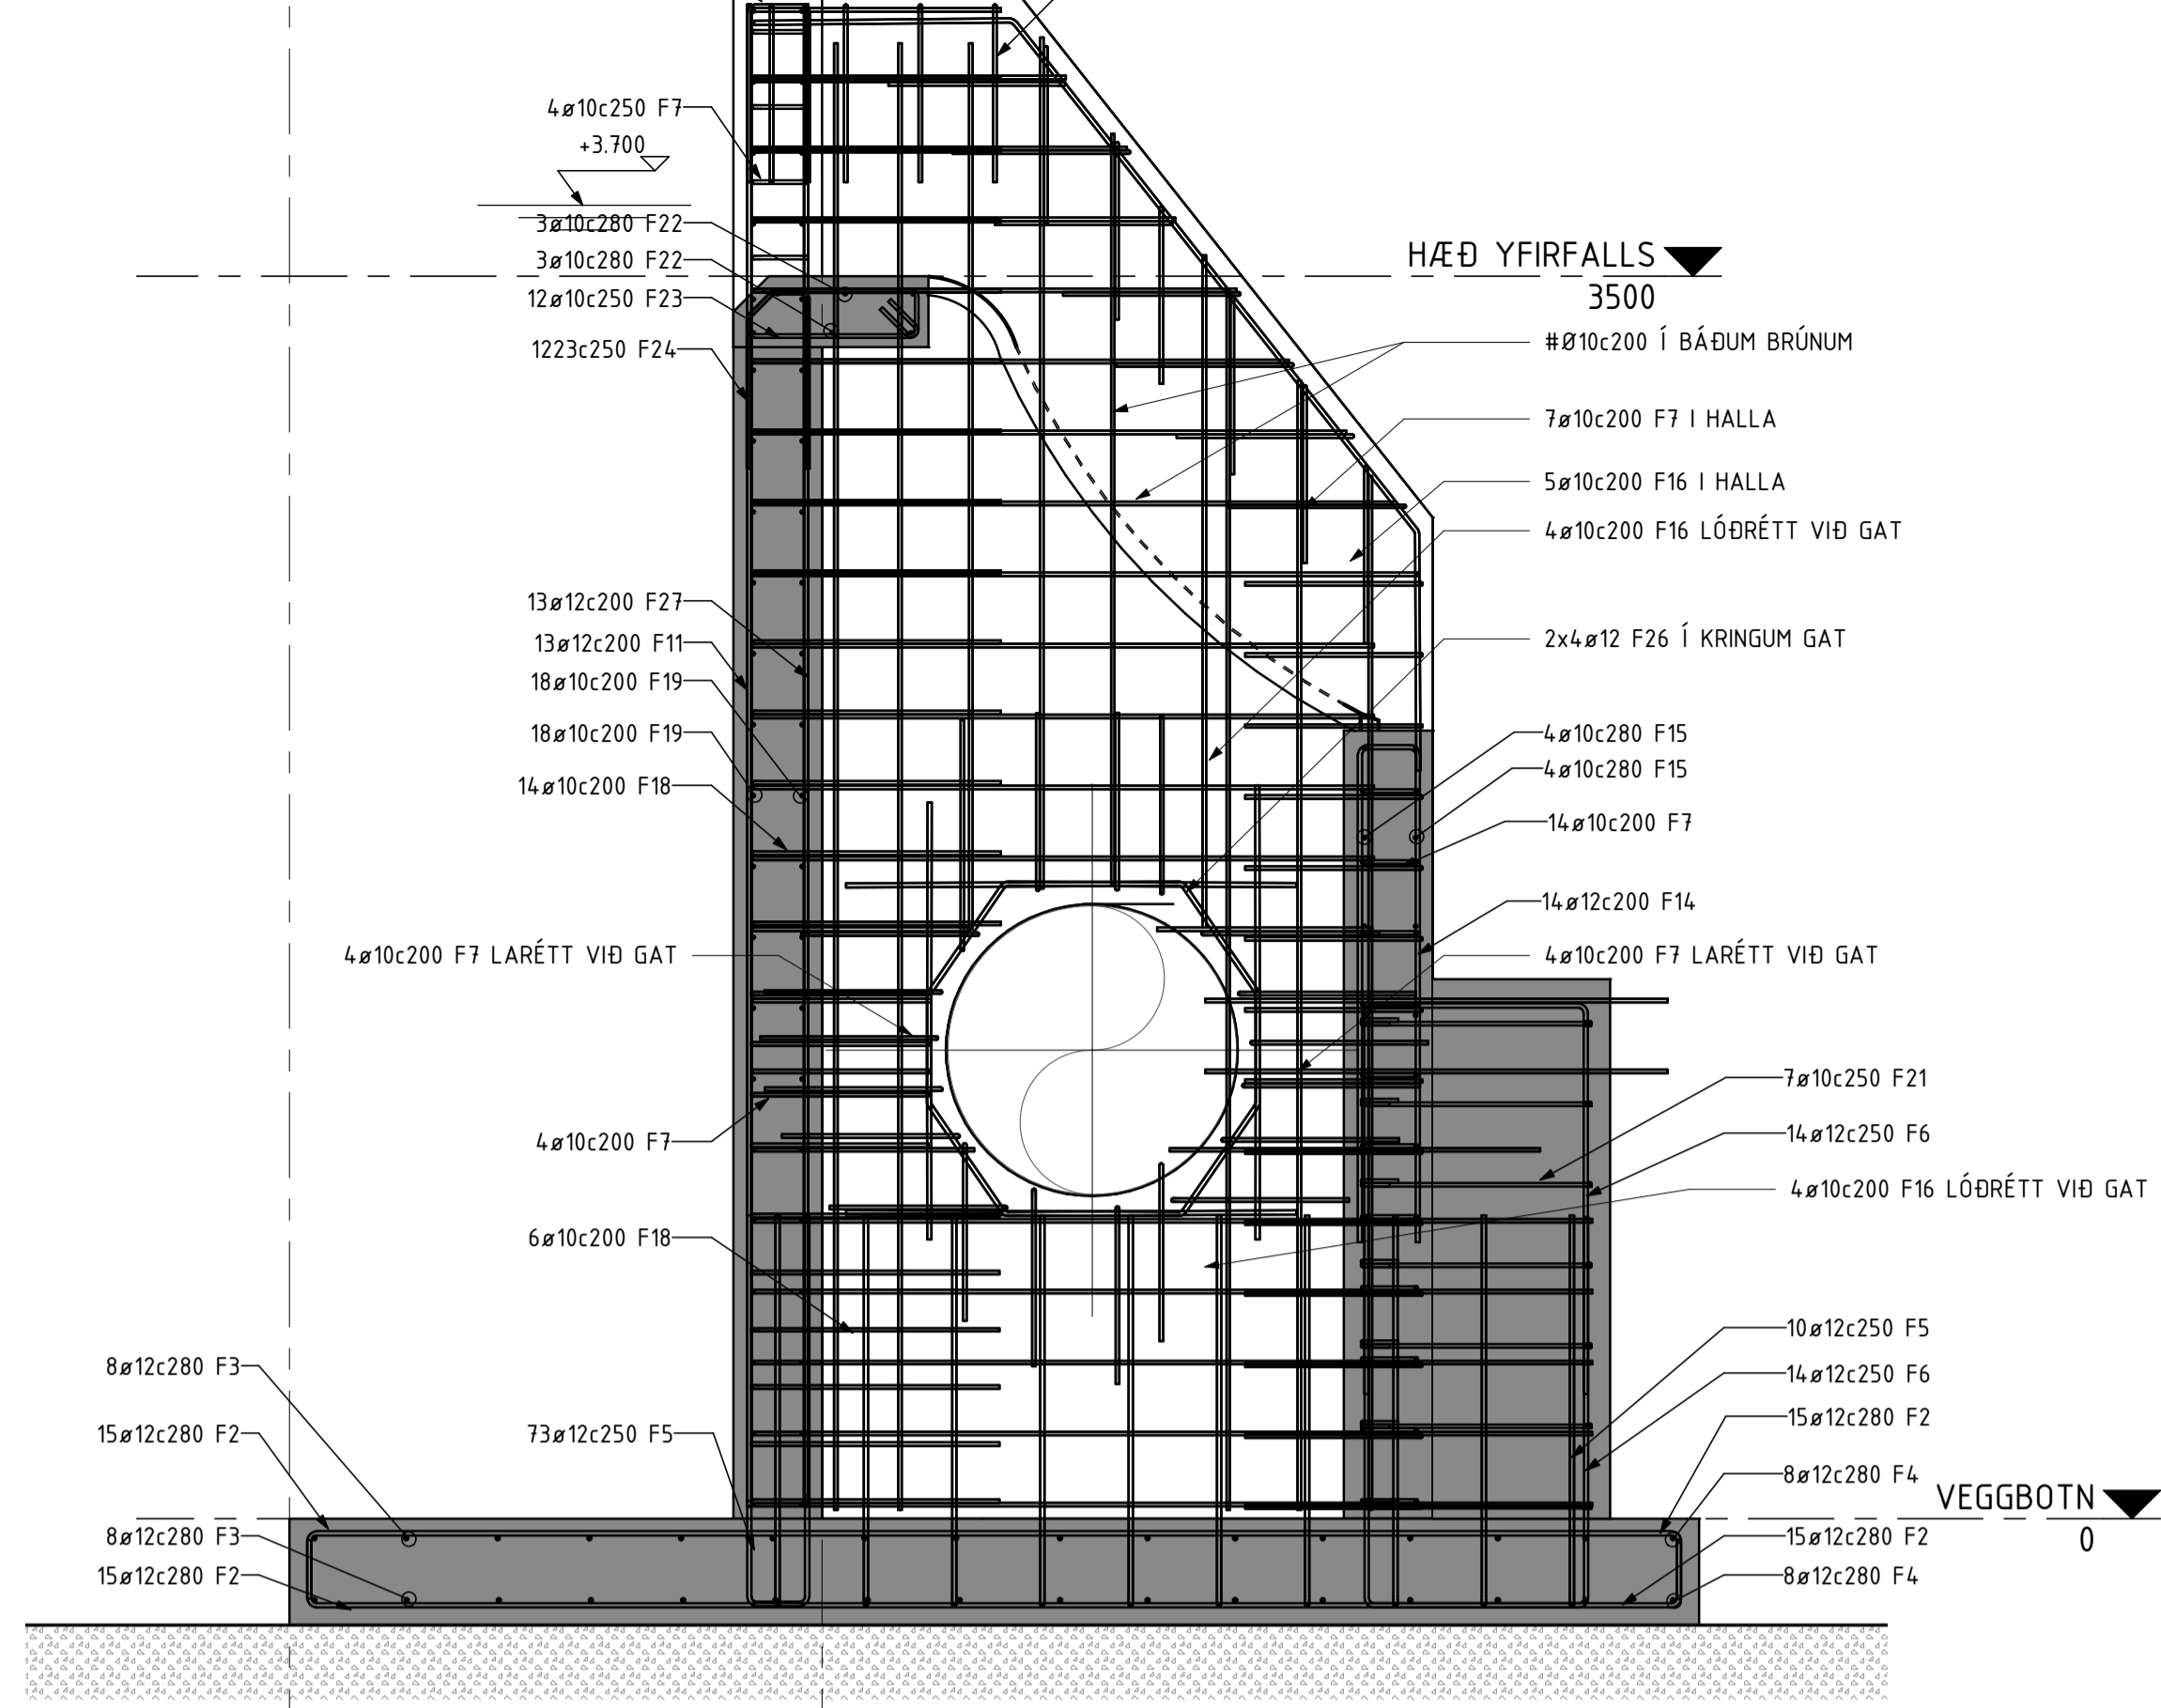 4ø10c250 F7
+3.700
3ø10c280 F22
HÆÐ YFIRFALLS
3ø10c280 F22
12ø10c250 F23
3500
#Ø10c200 Í BÁÐUM BRÚNUM
1223c250 F24
7ø10c200 F7 I HALLA
5ø10c200 F16 I HALLA
4ø10c200 F16 LÓÐRÉTT VIÐ GAT
13ø12c200 F27
13ø12c200 F11
2x4ø12 F26 Í KRINGUM GAT
18ø10c200 F19
18ø10c200 F19
4ø10c280 F15
4ø10c280 F15
14ø10c200 F18
14ø10c200 F7
14ø12c200 F14
4ø10c200 F7 LARÉTT VIÐ GAT
4ø10c200 F7 LARÉTT VIÐ GAT
7ø10c250 F21
4ø10c200 F7
14ø12c250 F6
4ø10c200 F16 LÓÐRÉTT VIÐ GAT
6ø10c200 F18
10ø12c250 F5
8ø12c280 F3
14ø12c250 F6
15ø12c280 F2
15ø12c280 F2
73ø12c250 F5
8ø12c280 F4
VEGGBOTN
8ø12c280 F3
15ø12c280 F2
0
15ø12c280 F2
8ø12c280 F4